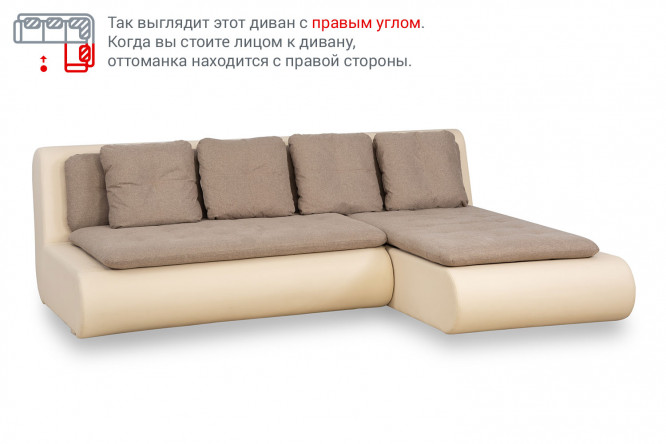 Так выглядит этот диван с правым углом.
Когда вы стоите лицом к дивану,
оттоманка находится с правой стороны.